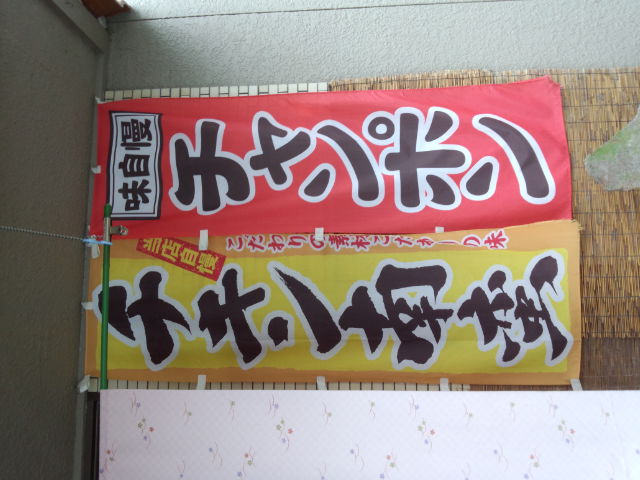 味自慢
チャンポン
当店自慢
こだわりの素材こだわりの味
チキン南蛮